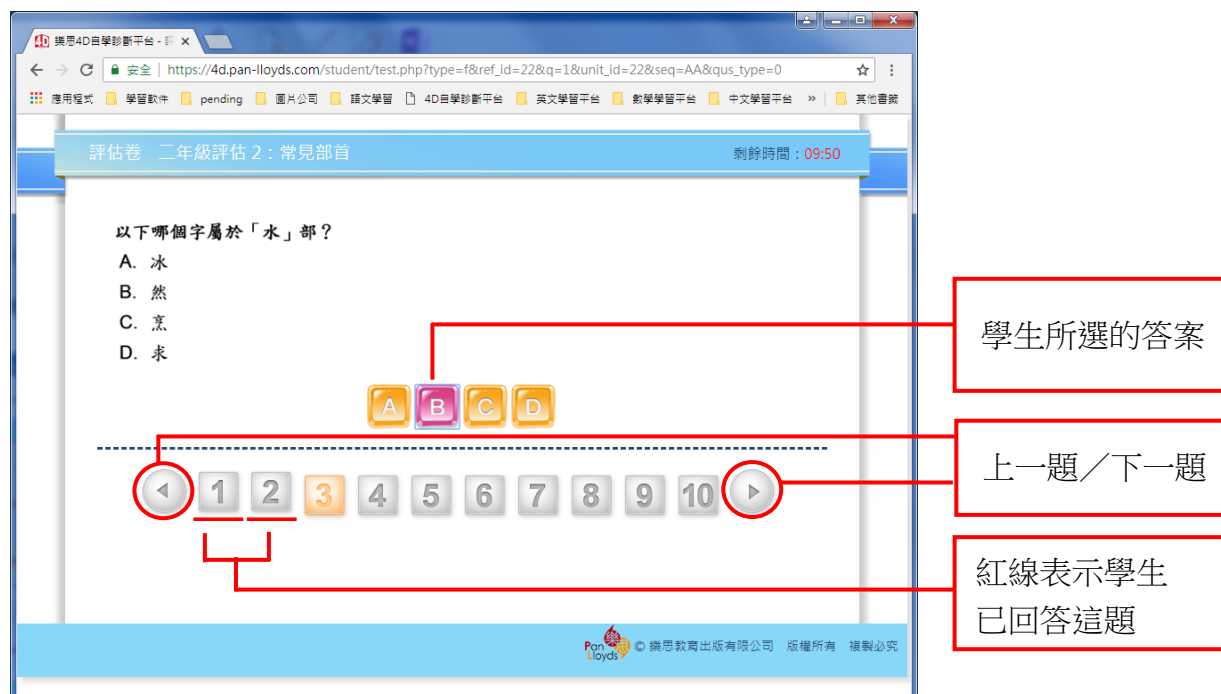 樂思4D自學診斷平台 - 評
安全 | https://4d.pan-lloyds.com/student/test.php?type=f&ref_id=22&q=1&unit_id=22&seq=AA&qus_type=0
應用程式 學習軟件 pending 圖片公司 語文學習 4D自學診斷平台 英文學習平台 數學學習平台 中文學習平台 » 其他書籤
評估卷 二年級評估 2：常見部首 剩餘時間：09:50
以下哪個字屬於「水」部？
A. 冰
B. 然
C. 烹
D. 求
A B C D
1 2 3 4 5 6 7 8 9 10
學生所選的答案
上一題／下一題
紅線表示學生
已回答這題
Pan Lloyds 樂思 © 樂思教育出版有限公司 版權所有 複製必究